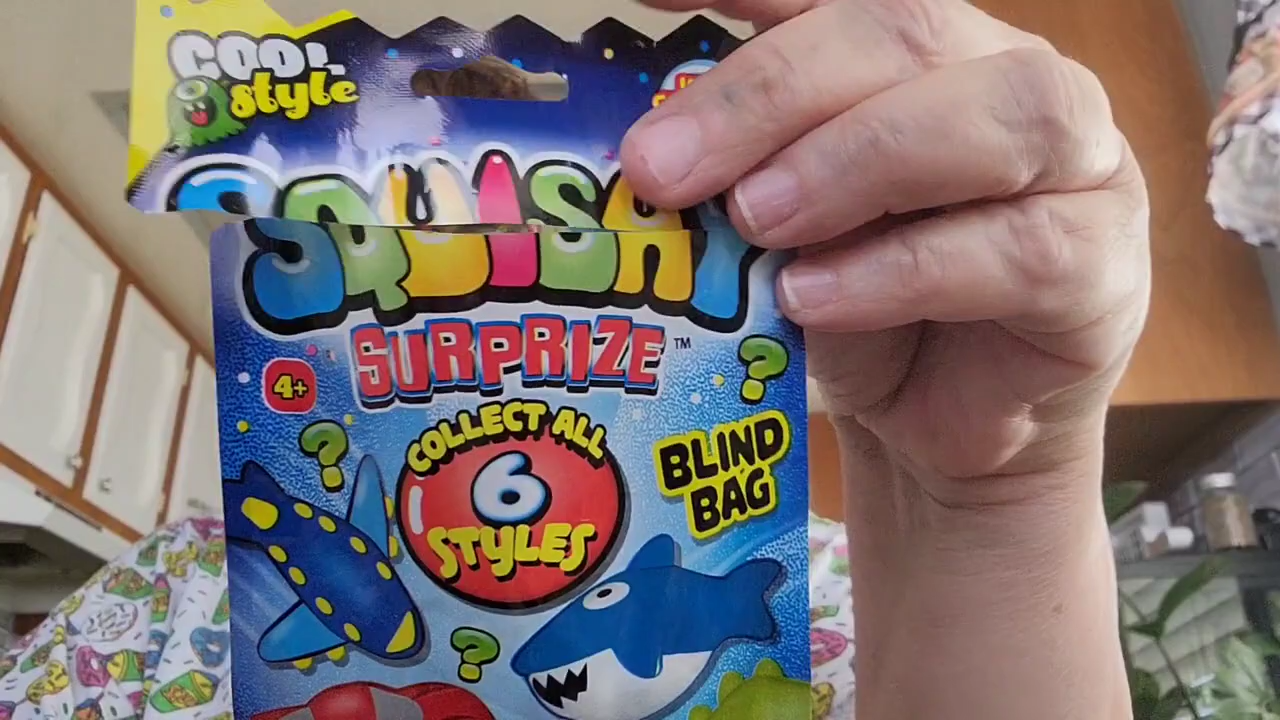 COOL
style
SQUISHY
SURPRIZE™
4+
COLLECT ALL
6
STYLES
BLIND
BAG